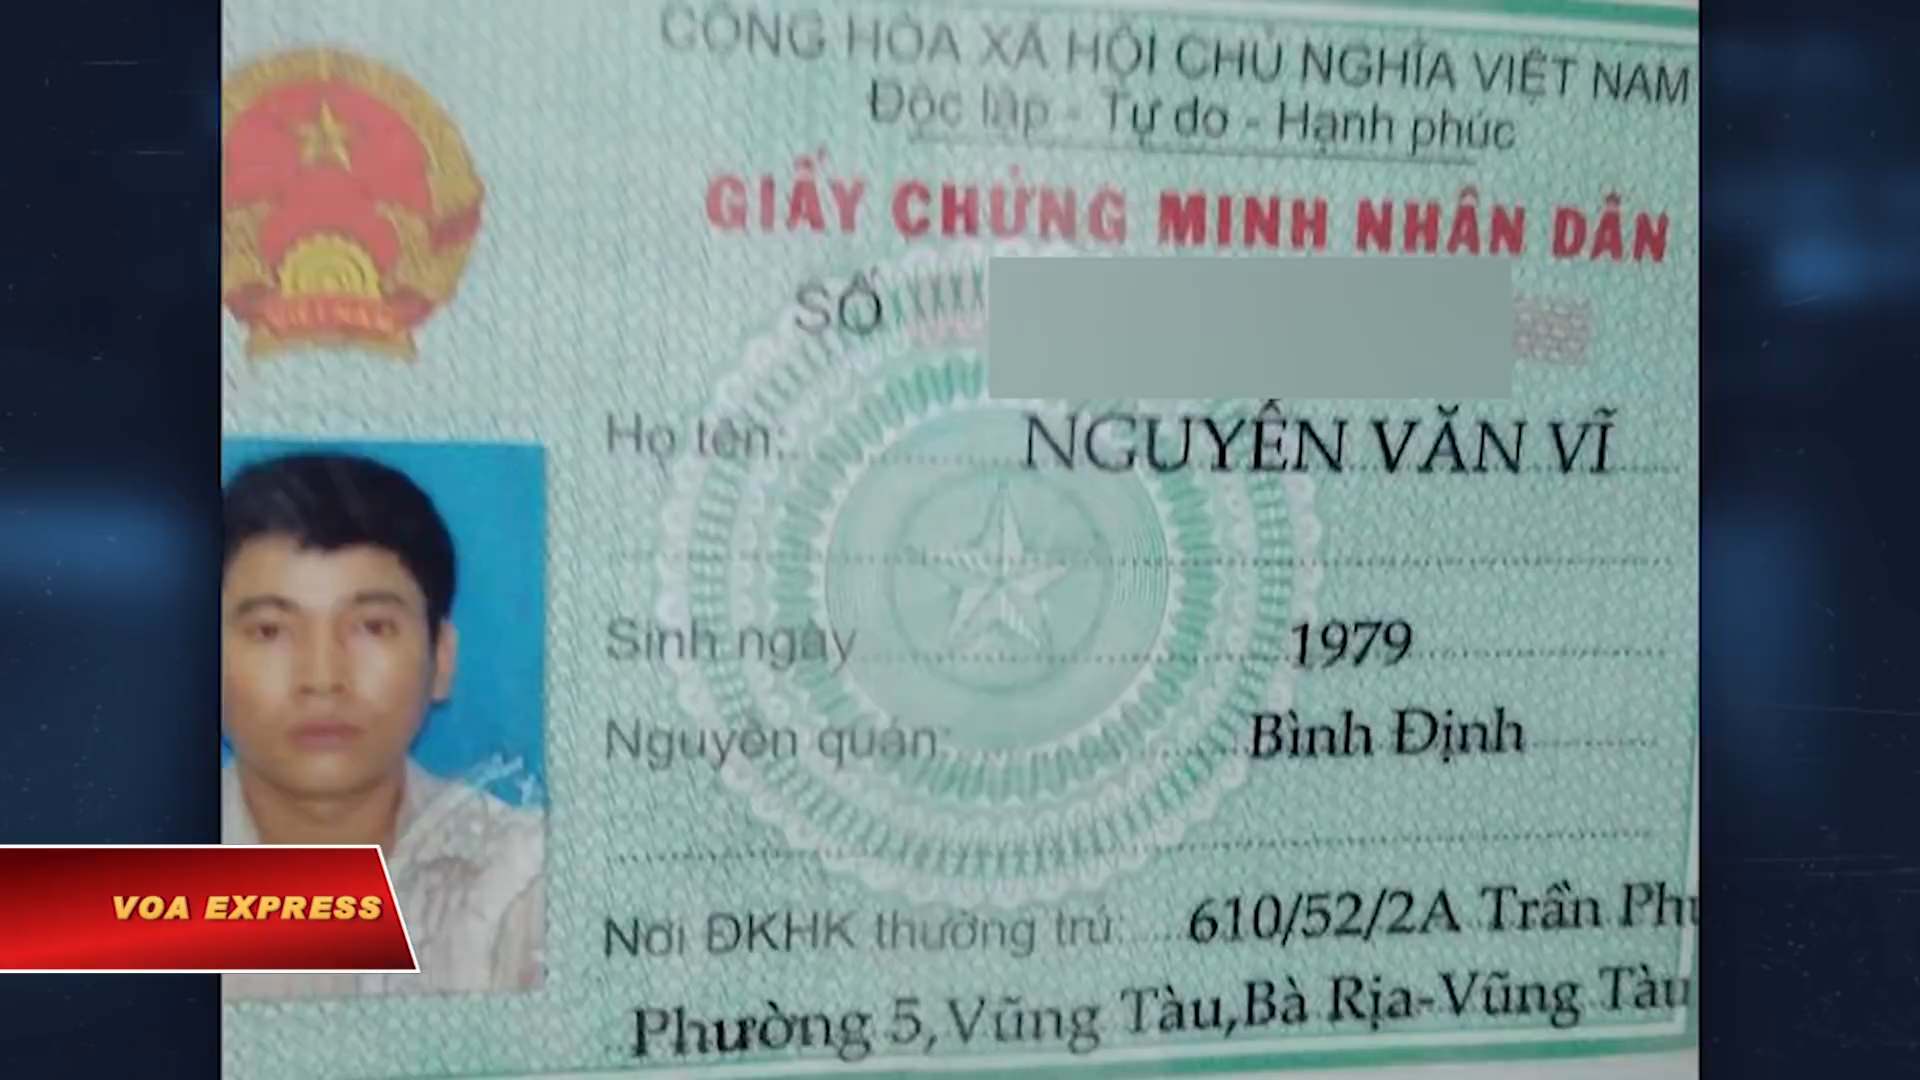 CỘNG HÒA XÃ HỘI CHỦ NGHĨA VIỆT NAM
Độc lập - Tự do - Hạnh phúc
GIẤY CHỨNG MINH NHÂN DÂN
SỐ
Họ tên: NGUYỄN VĂN VĨ
Sinh ngày 1979
Nguyên quán: Bình Định
Nơi ĐKHK thường trú: 610/52/2A Trần Phú
Phường 5,Vũng Tàu,Bà Rịa-Vũng Tàu
VIỆT NAM
VOA EXPRESS